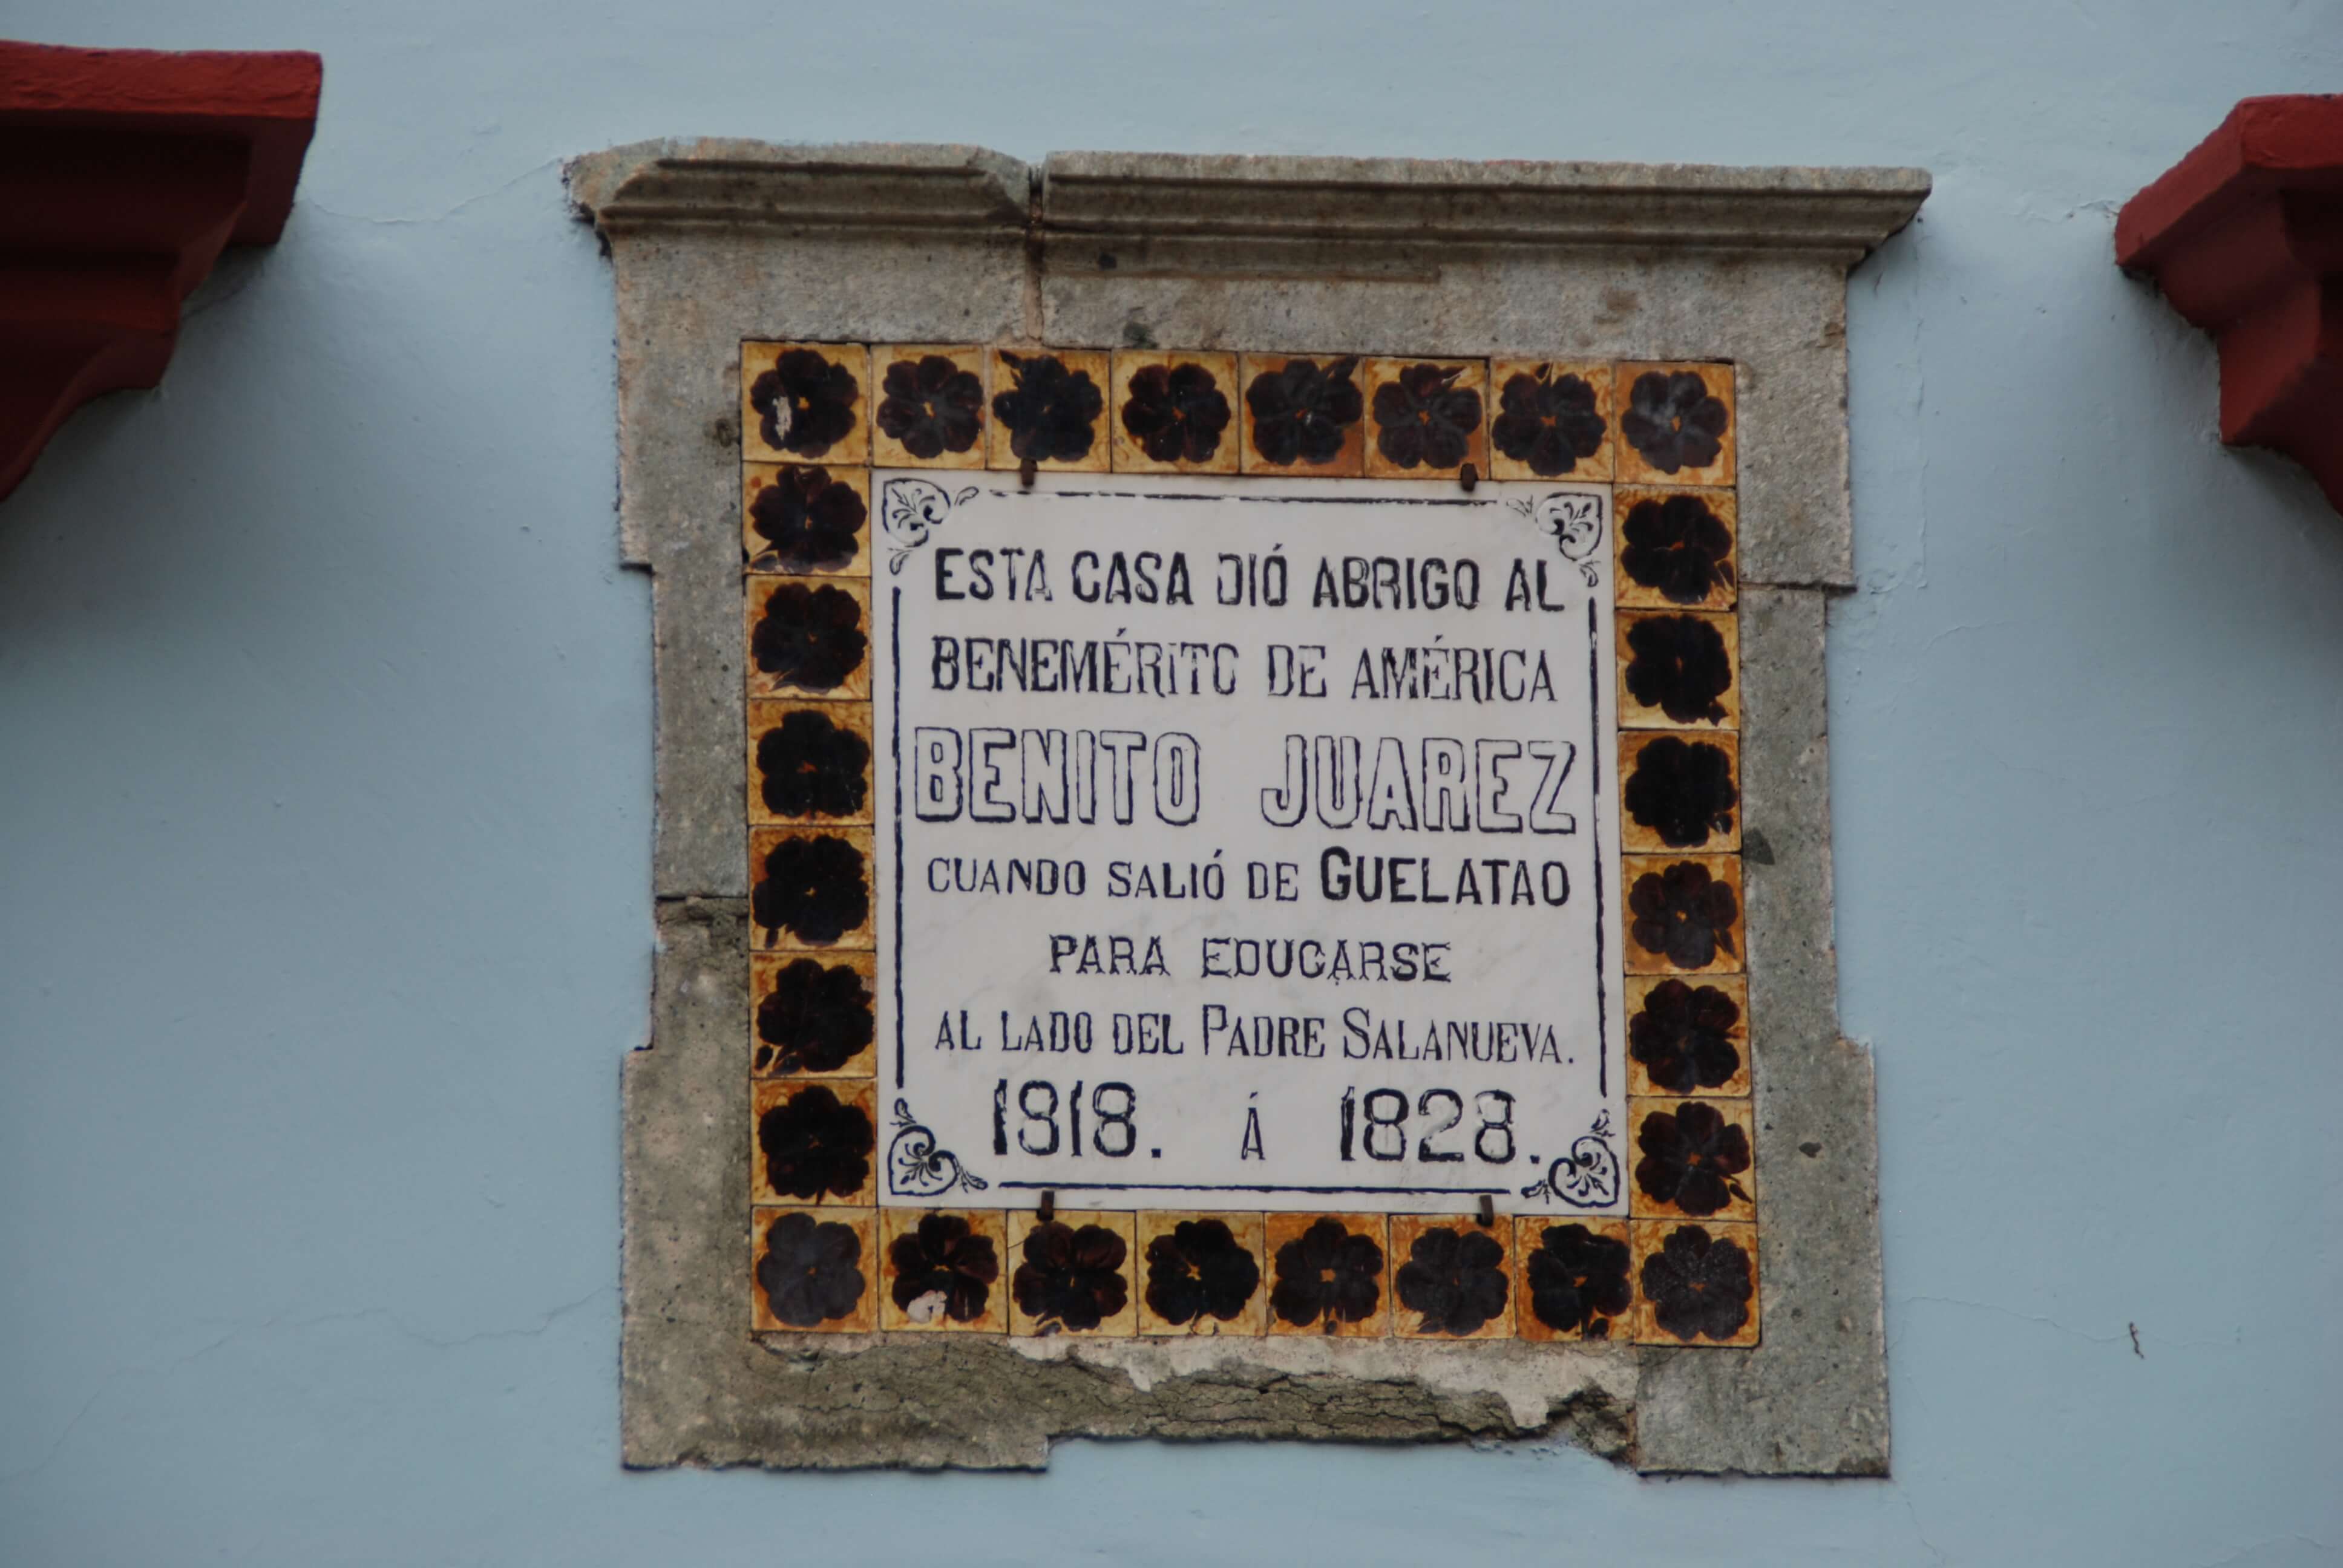 ESTA CASA DIÓ ABRIGO AL
BENEMÉRITO DE AMÉRICA
BENITO JUAREZ
CUANDO SALIÓ DE GUELATAO
PARA EDUCARSE
AL LADO DEL PADRE SALANUEVA.
1818. Á 1828.